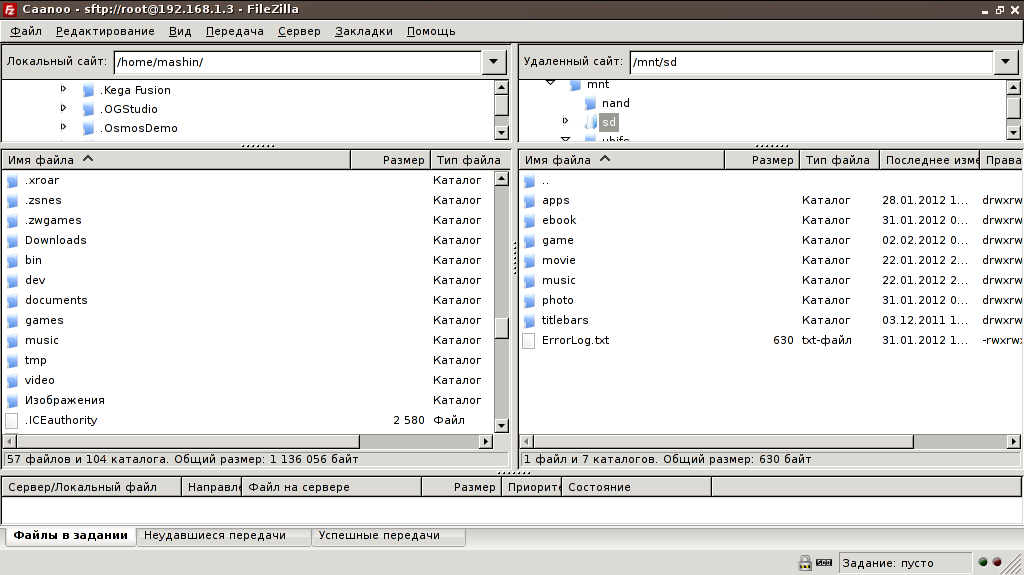 Caanoo - sftp://root@192.168.1.3 - FileZilla
Файл Редактирование Вид Передача Сервер Закладки Помощь
Локальный сайт: /home/mashin/
.Kega Fusion
.OGStudio
.OsmosDemo
Имя файла Размер Тип файла
.xroar Каталог
.zsnes Каталог
.zwgames Каталог
Downloads Каталог
bin Каталог
dev Каталог
documents Каталог
games Каталог
music Каталог
tmp Каталог
video Каталог
Изображения Каталог
.ICEauthority 2 580 Файл
57 файлов и 104 каталога. Общий размер: 1 136 056 байт
Удаленный сайт: /mnt/sd
mnt
nand
sd
ubifs
Имя файла Размер Тип файла Последнее изме Права
..
apps Каталог 28.01.2012 1... drwxrw
ebook Каталог 31.01.2012 0... drwxrw
game Каталог 02.02.2012 0... drwxrw
movie Каталог 22.01.2012 2... drwxrw
music Каталог 22.01.2012 2... drwxrw
photo Каталог 31.01.2012 0... drwxrw
titlebars Каталог 03.12.2011 1... drwxrw
ErrorLog.txt 630 txt-файл 31.01.2012 1... -rwxrwx
1 файл и 7 каталогов. Общий размер: 630 байт
Сервер/Локальный файл Направле Файл на сервере Размер Приорите Состояние
Файлы в задании Неудавшиеся передачи Успешные передачи
Задание: пусто